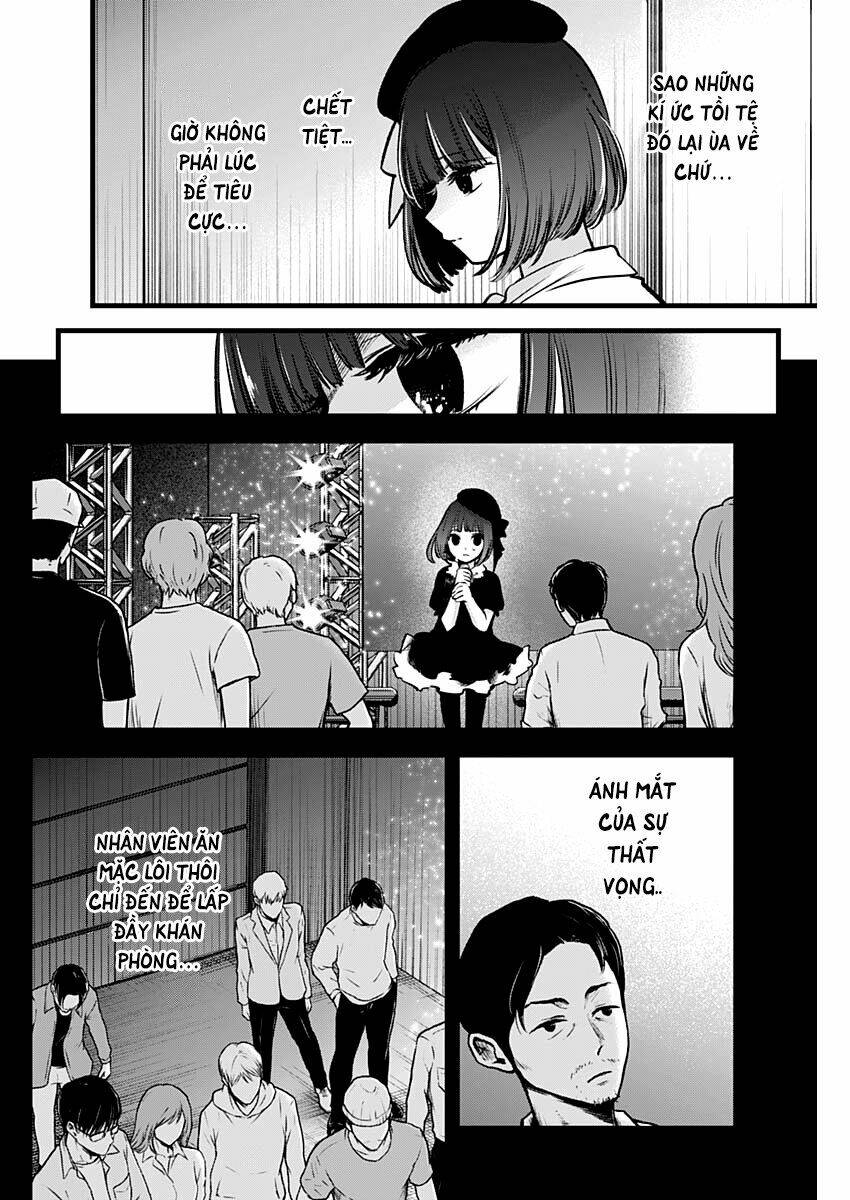 SAO NHỮNG
KÍ ỨC TỒI TỆ
ĐÓ LẠI ÙA VỀ
CHỨ...
CHẾT
TIỆT...
GIỜ KHÔNG
PHẢI LÚC
ĐỂ TIÊU
CỰC...
ÁNH MẮT
CỦA SỰ
THẤT
VỌNG..
NHÂN VIÊN ĂN
MẶC LÔI THÔI
CHỈ ĐẾN ĐỂ LẤP
ĐẦY KHÁN
PHÒNG...